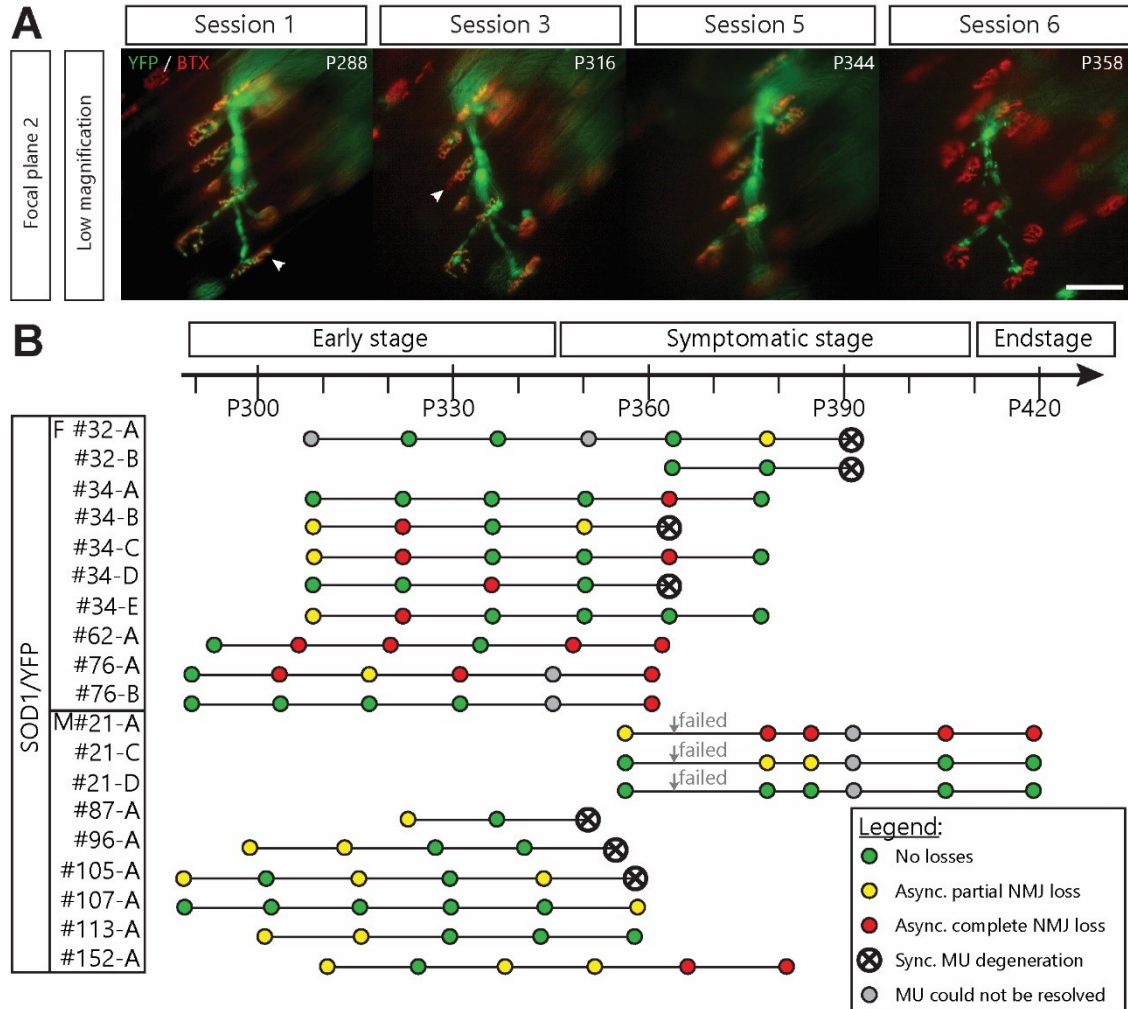 A
Session 1
Session 3
Session 5
Session 6
Focal plane 2
Low magnification
YFP / BTX
P288
P316
P344
P358
B
Early stage
Symptomatic stage
Endstage
P300
P330
P360
P390
P420
SOD1/YFP
F #32-A
#32-B
#34-A
#34-B
#34-C
#34-D
#34-E
#62-A
#76-A
#76-B
M#21-A
failed
#21-C
failed
#21-D
failed
#87-A
#96-A
#105-A
#107-A
#113-A
#152-A
Legend:
No losses
Async. partial NMJ loss
Async. complete NMJ loss
Sync. MU degeneration
MU could not be resolved